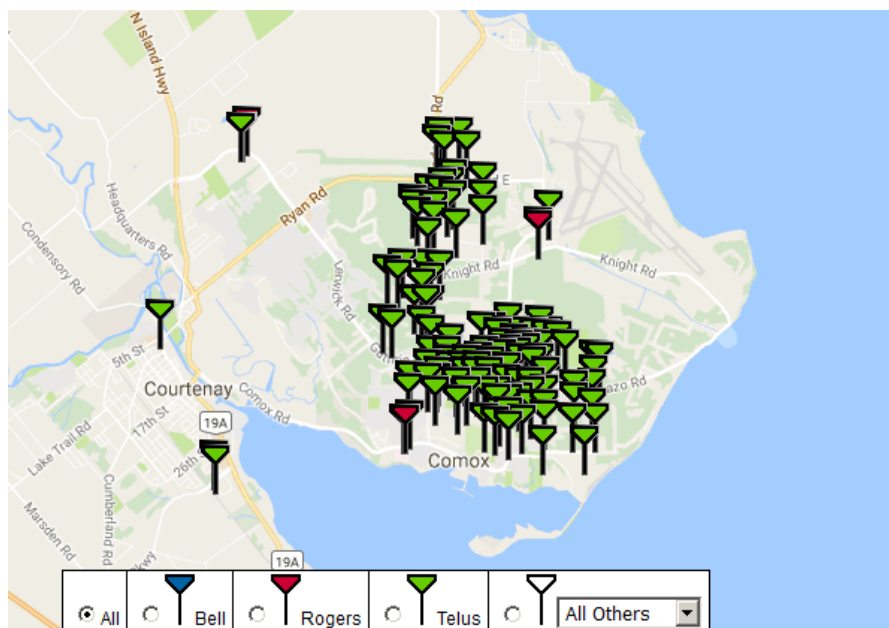 N Island Hwy
Rd
Headquarters Rd
Ryan Rd
E
Condensory Rd
Lerwick Rd
Knight Rd
Knight Rd
5th St
Courtenay
Comox Rd
19A
17th St
Lake Trail Rd
26th St
Cumberland Rd
Comox
Marsden Rd
19A
All
Bell
Rogers
Telus
All Others